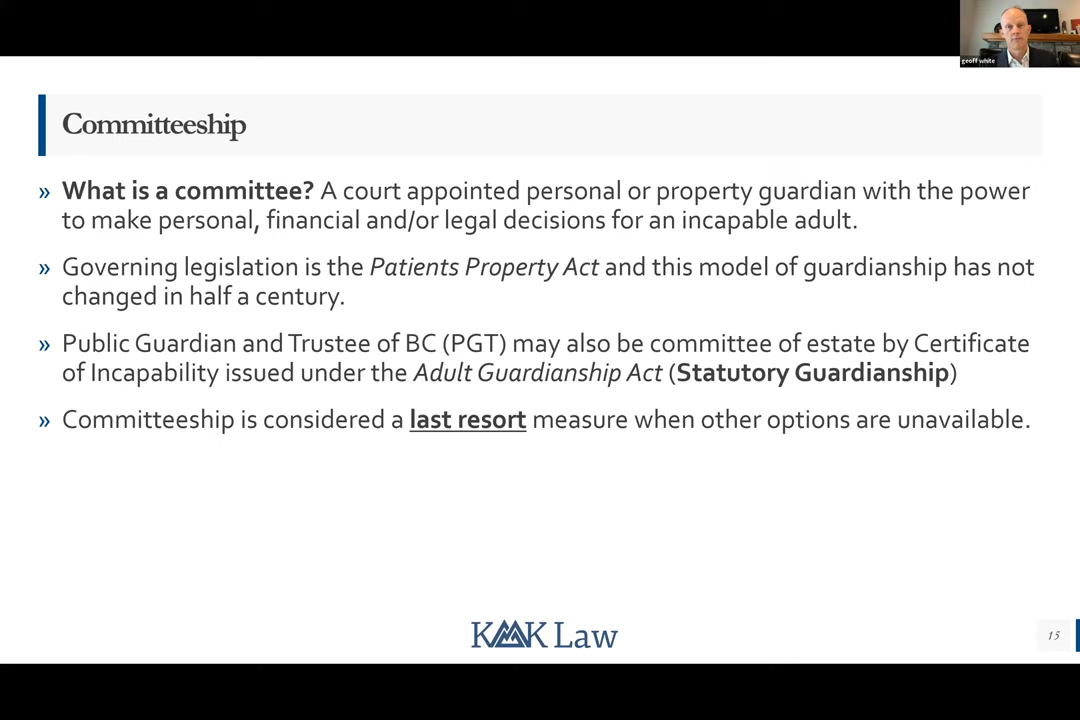 geoff white
Committeeship
» What is a committee? A court appointed personal or property guardian with the power
to make personal, financial and/or legal decisions for an incapable adult.
» Governing legislation is the Patients Property Act and this model of guardianship has not
changed in half a century.
» Public Guardian and Trustee of BC (PGT) may also be committee of estate by Certificate
of Incapability issued under the Adult Guardianship Act (Statutory Guardianship)
» Committeeship is considered a last resort measure when other options are unavailable.
KMK Law
15